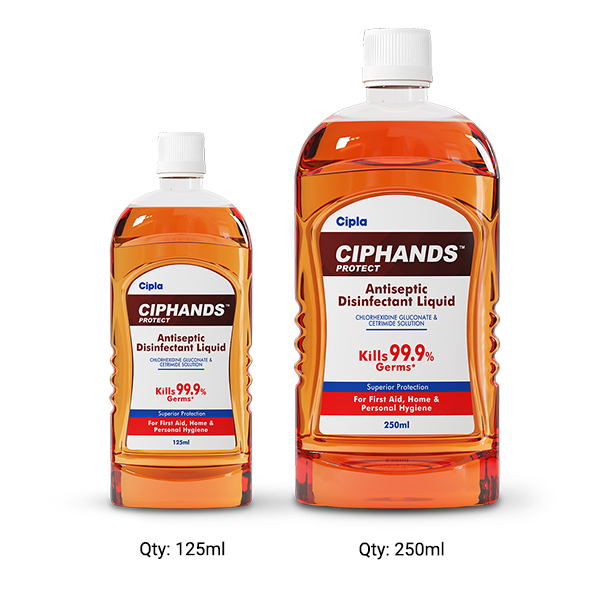 Cipla
CIPHANDS™
PROTECT
Antiseptic
Disinfectant Liquid
CHLORHEXIDINE GLUCONATE &
CETRIMIDE SOLUTION
Kills 99.9%
Germs*
Superior Protection
For First Aid, Home &
Personal Hygiene
125ml
Qty: 125ml
Cipla
CIPHANDS™
PROTECT
Antiseptic
Disinfectant Liquid
CHLORHEXIDINE GLUCONATE &
CETRIMIDE SOLUTION
Kills 99.9%
Germs*
Superior Protection
For First Aid, Home &
Personal Hygiene
250ml
Qty: 250ml